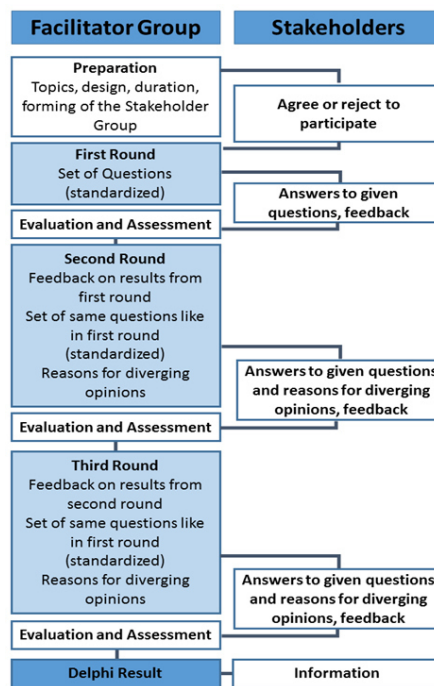 Facilitator Group
Stakeholders
Preparation
Topics, design, duration,
forming of the Stakeholder
Group
Agree or reject to
participate
First Round
Set of Questions
(standardized)
Answers to given
questions, feedback
Evaluation and Assessment
Second Round
Feedback on results from
first round
Set of same questions like
in first round
(standardized)
Reasons for diverging
opinions
Answers to given questions
and reasons for diverging
opinions, feedback
Evaluation and Assessment
Third Round
Feedback on results from
second round
Set of same questions like
in first round
(standardized)
Reasons for diverging
opinions
Answers to given questions
and reasons for diverging
opinions, feedback
Evaluation and Assessment
Delphi Result
Information